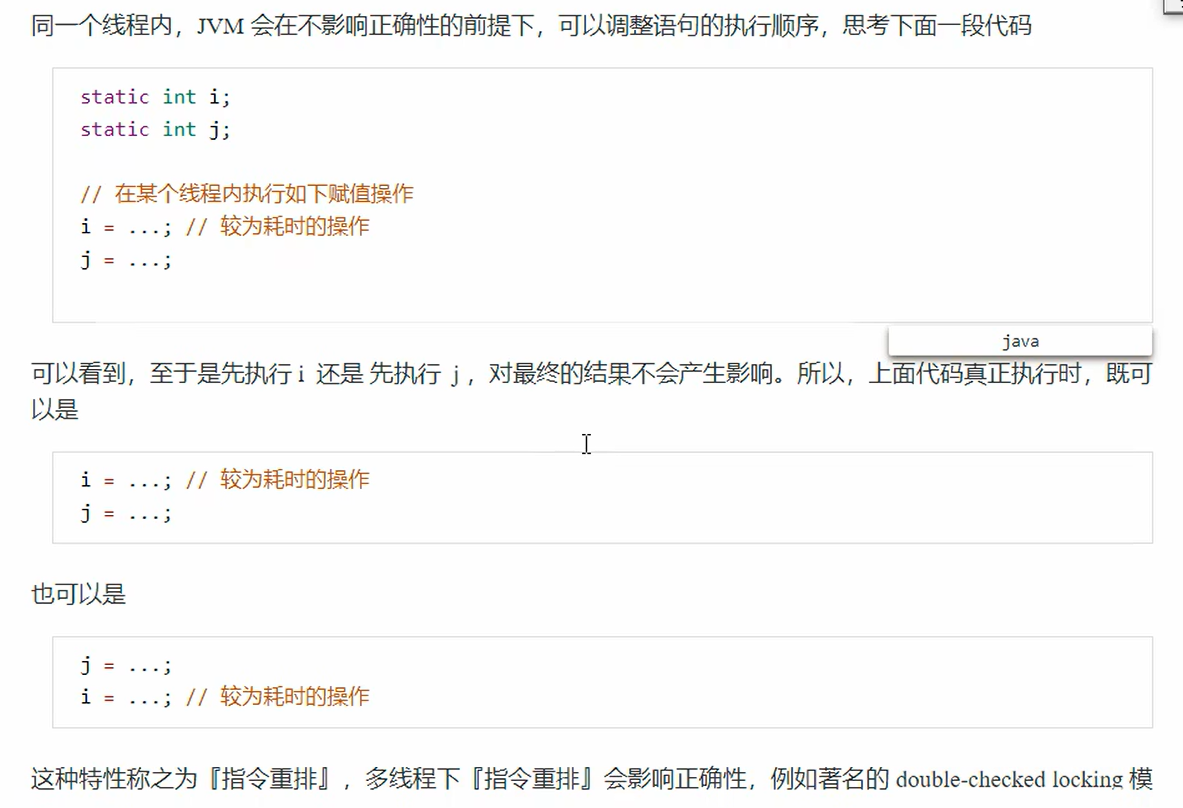 同一个线程内，JVM 会在不影响正确性的前提下，可以调整语句的执行顺序，思考下面一段代码
static int i;
static int j;
// 在某个线程内执行如下赋值操作
i = ...; // 较为耗时的操作
j = ...;
java
可以看到，至于是先执行 i 还是 先执行 j ，对最终的结果不会产生影响。所以，上面代码真正执行时，既可
以是
i = ...; // 较为耗时的操作
j = ...;
也可以是
j = ...;
i = ...; // 较为耗时的操作
这种特性称之为『指令重排』，多线程下『指令重排』会影响正确性，例如著名的 double-checked locking 模